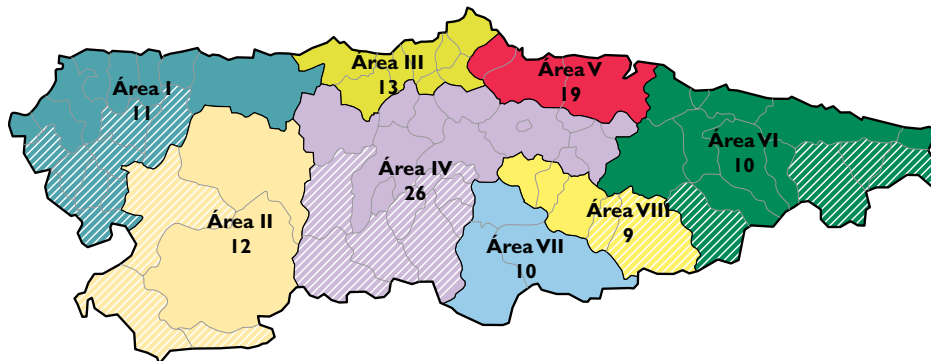 Área I
11
Área II
12
Área III
13
Área IV
26
Área V
19
Área VI
10
Área VII
10
Área VIII
9